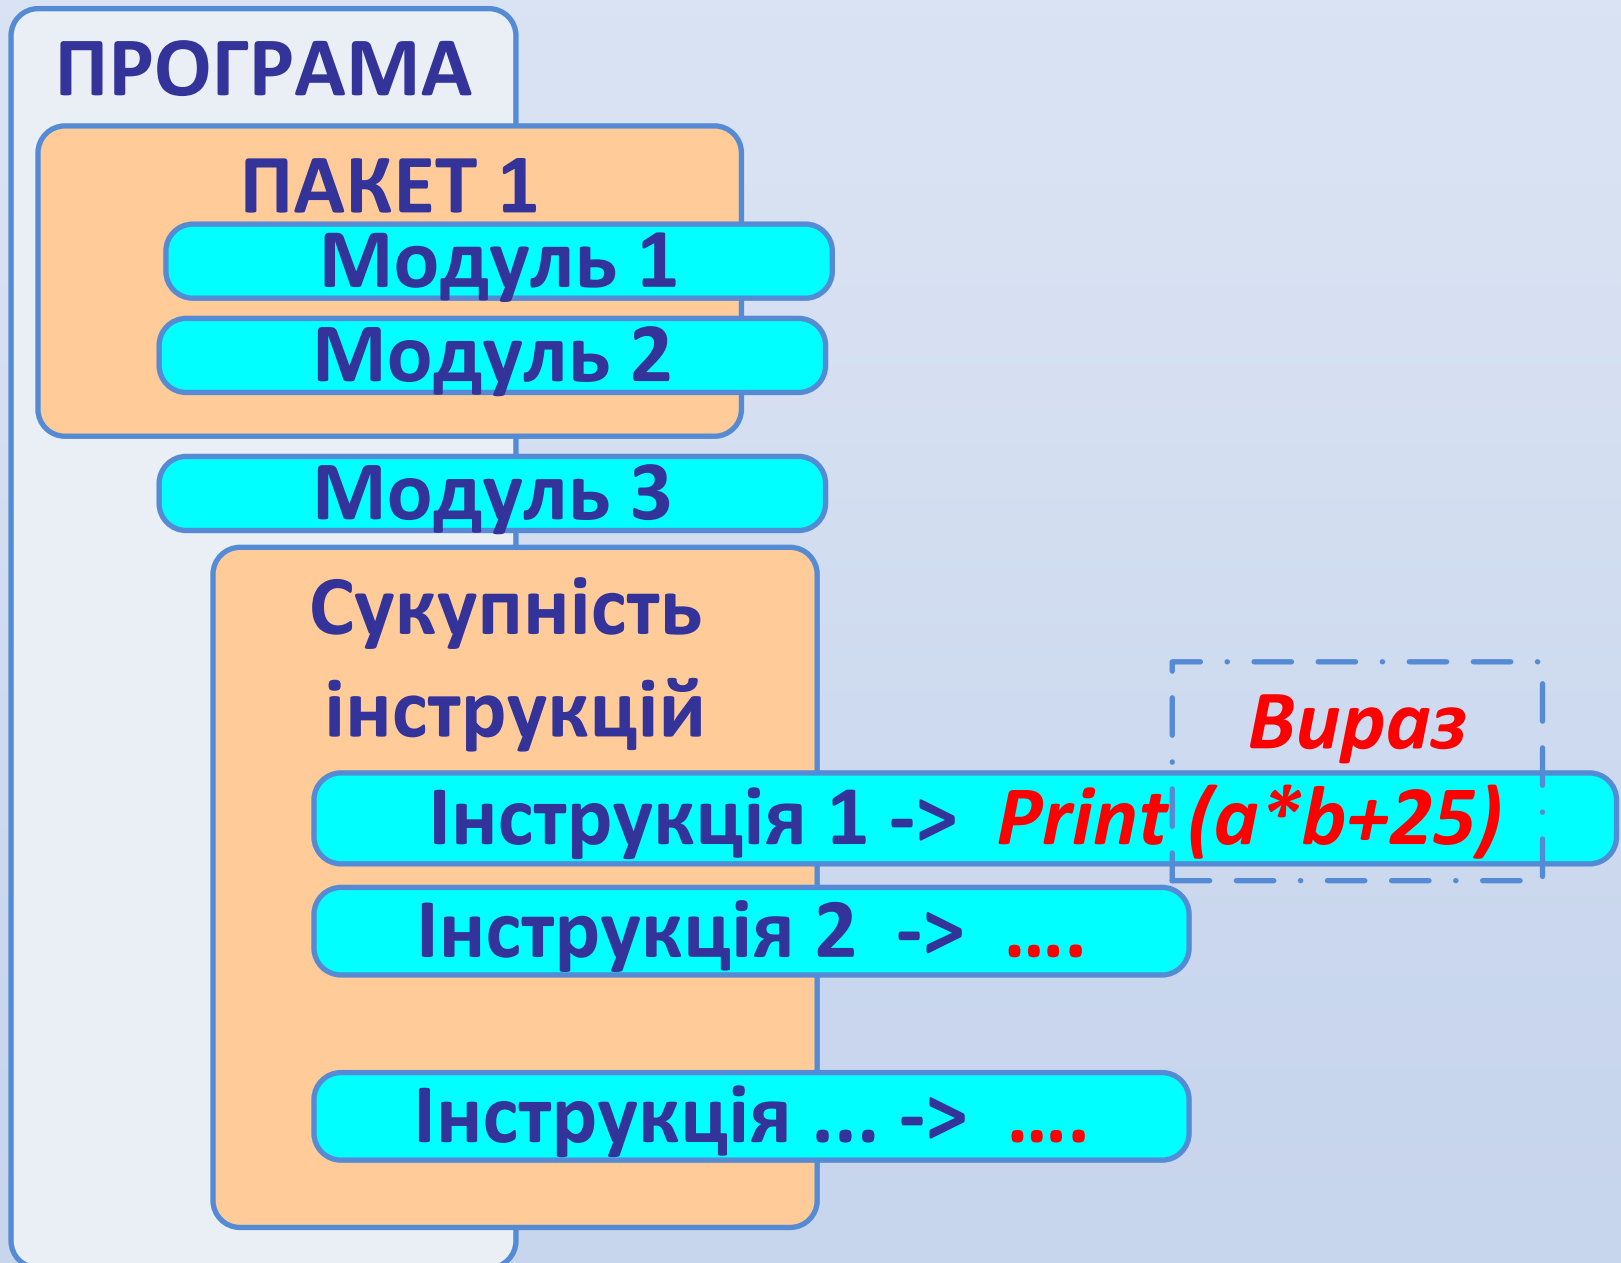 ПРОГРАМА
ПАКЕТ 1
Модуль 1
Модуль 2
Модуль 3
Сукупність
інструкцій
Вираз
Інструкція 1 -> Print (a*b+25)
Інструкція 2 -> ....
Інструкція ... -> ....